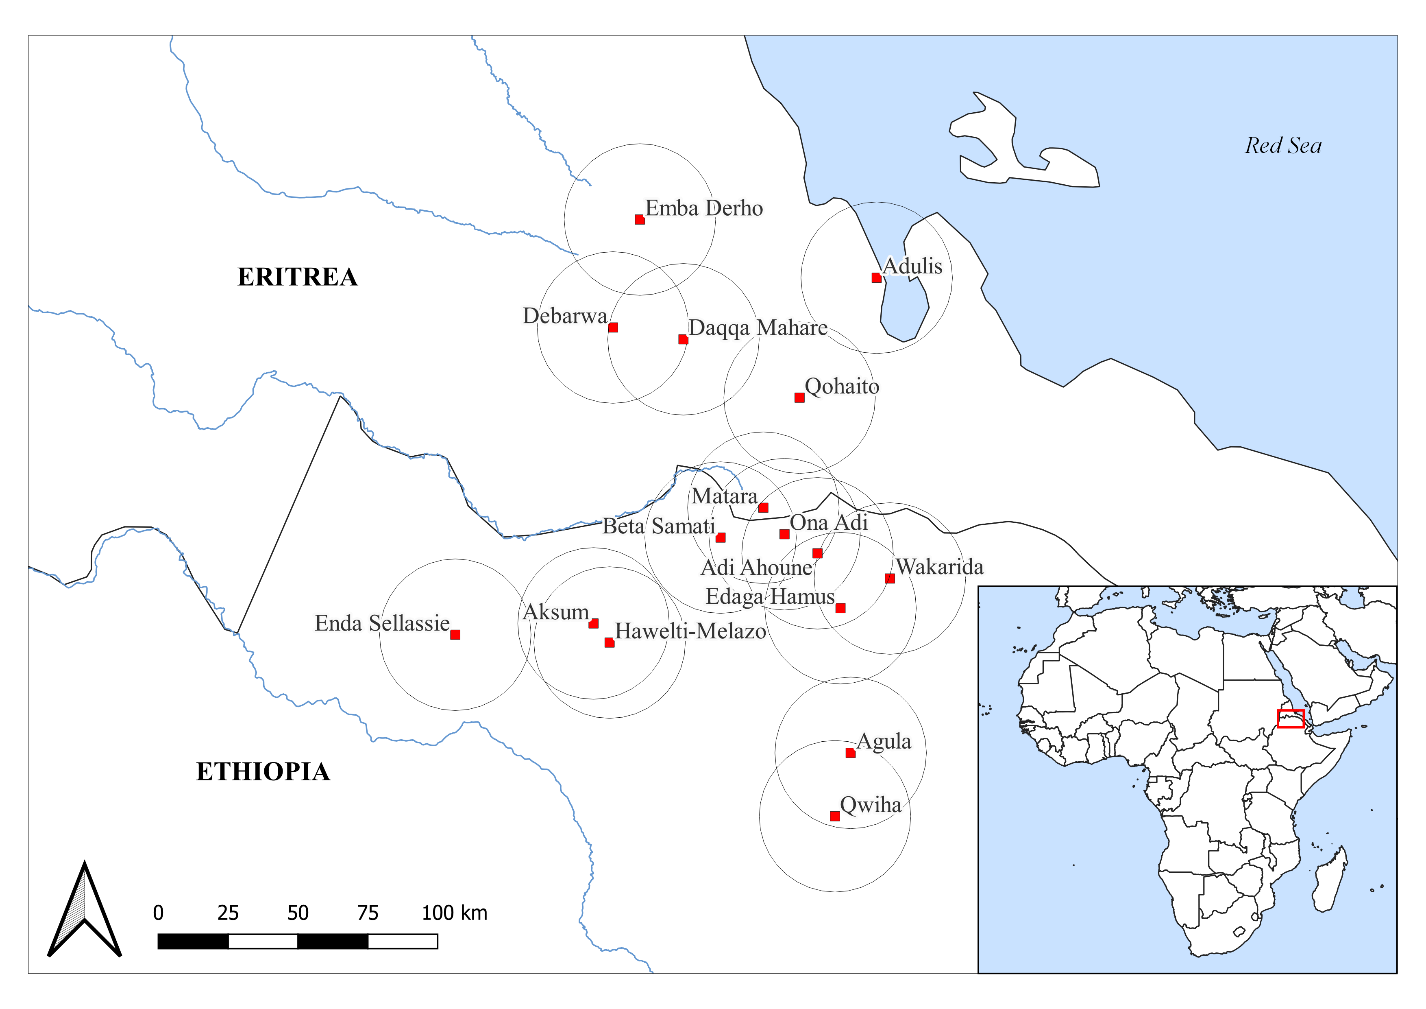 Red Sea
Emba Derho
Adulis
ERITREA
Debarwa
Daqqa Mahare
Qohaito
Matara
Ona Adi
Beta Samati
Adi Ahoune
Wakarida
Edaga Hamus
Enda Sellassie
Aksum
Hawelti-Melazo
Agula
ETHIOPIA
Qwiha
0 25 50 75 100 km